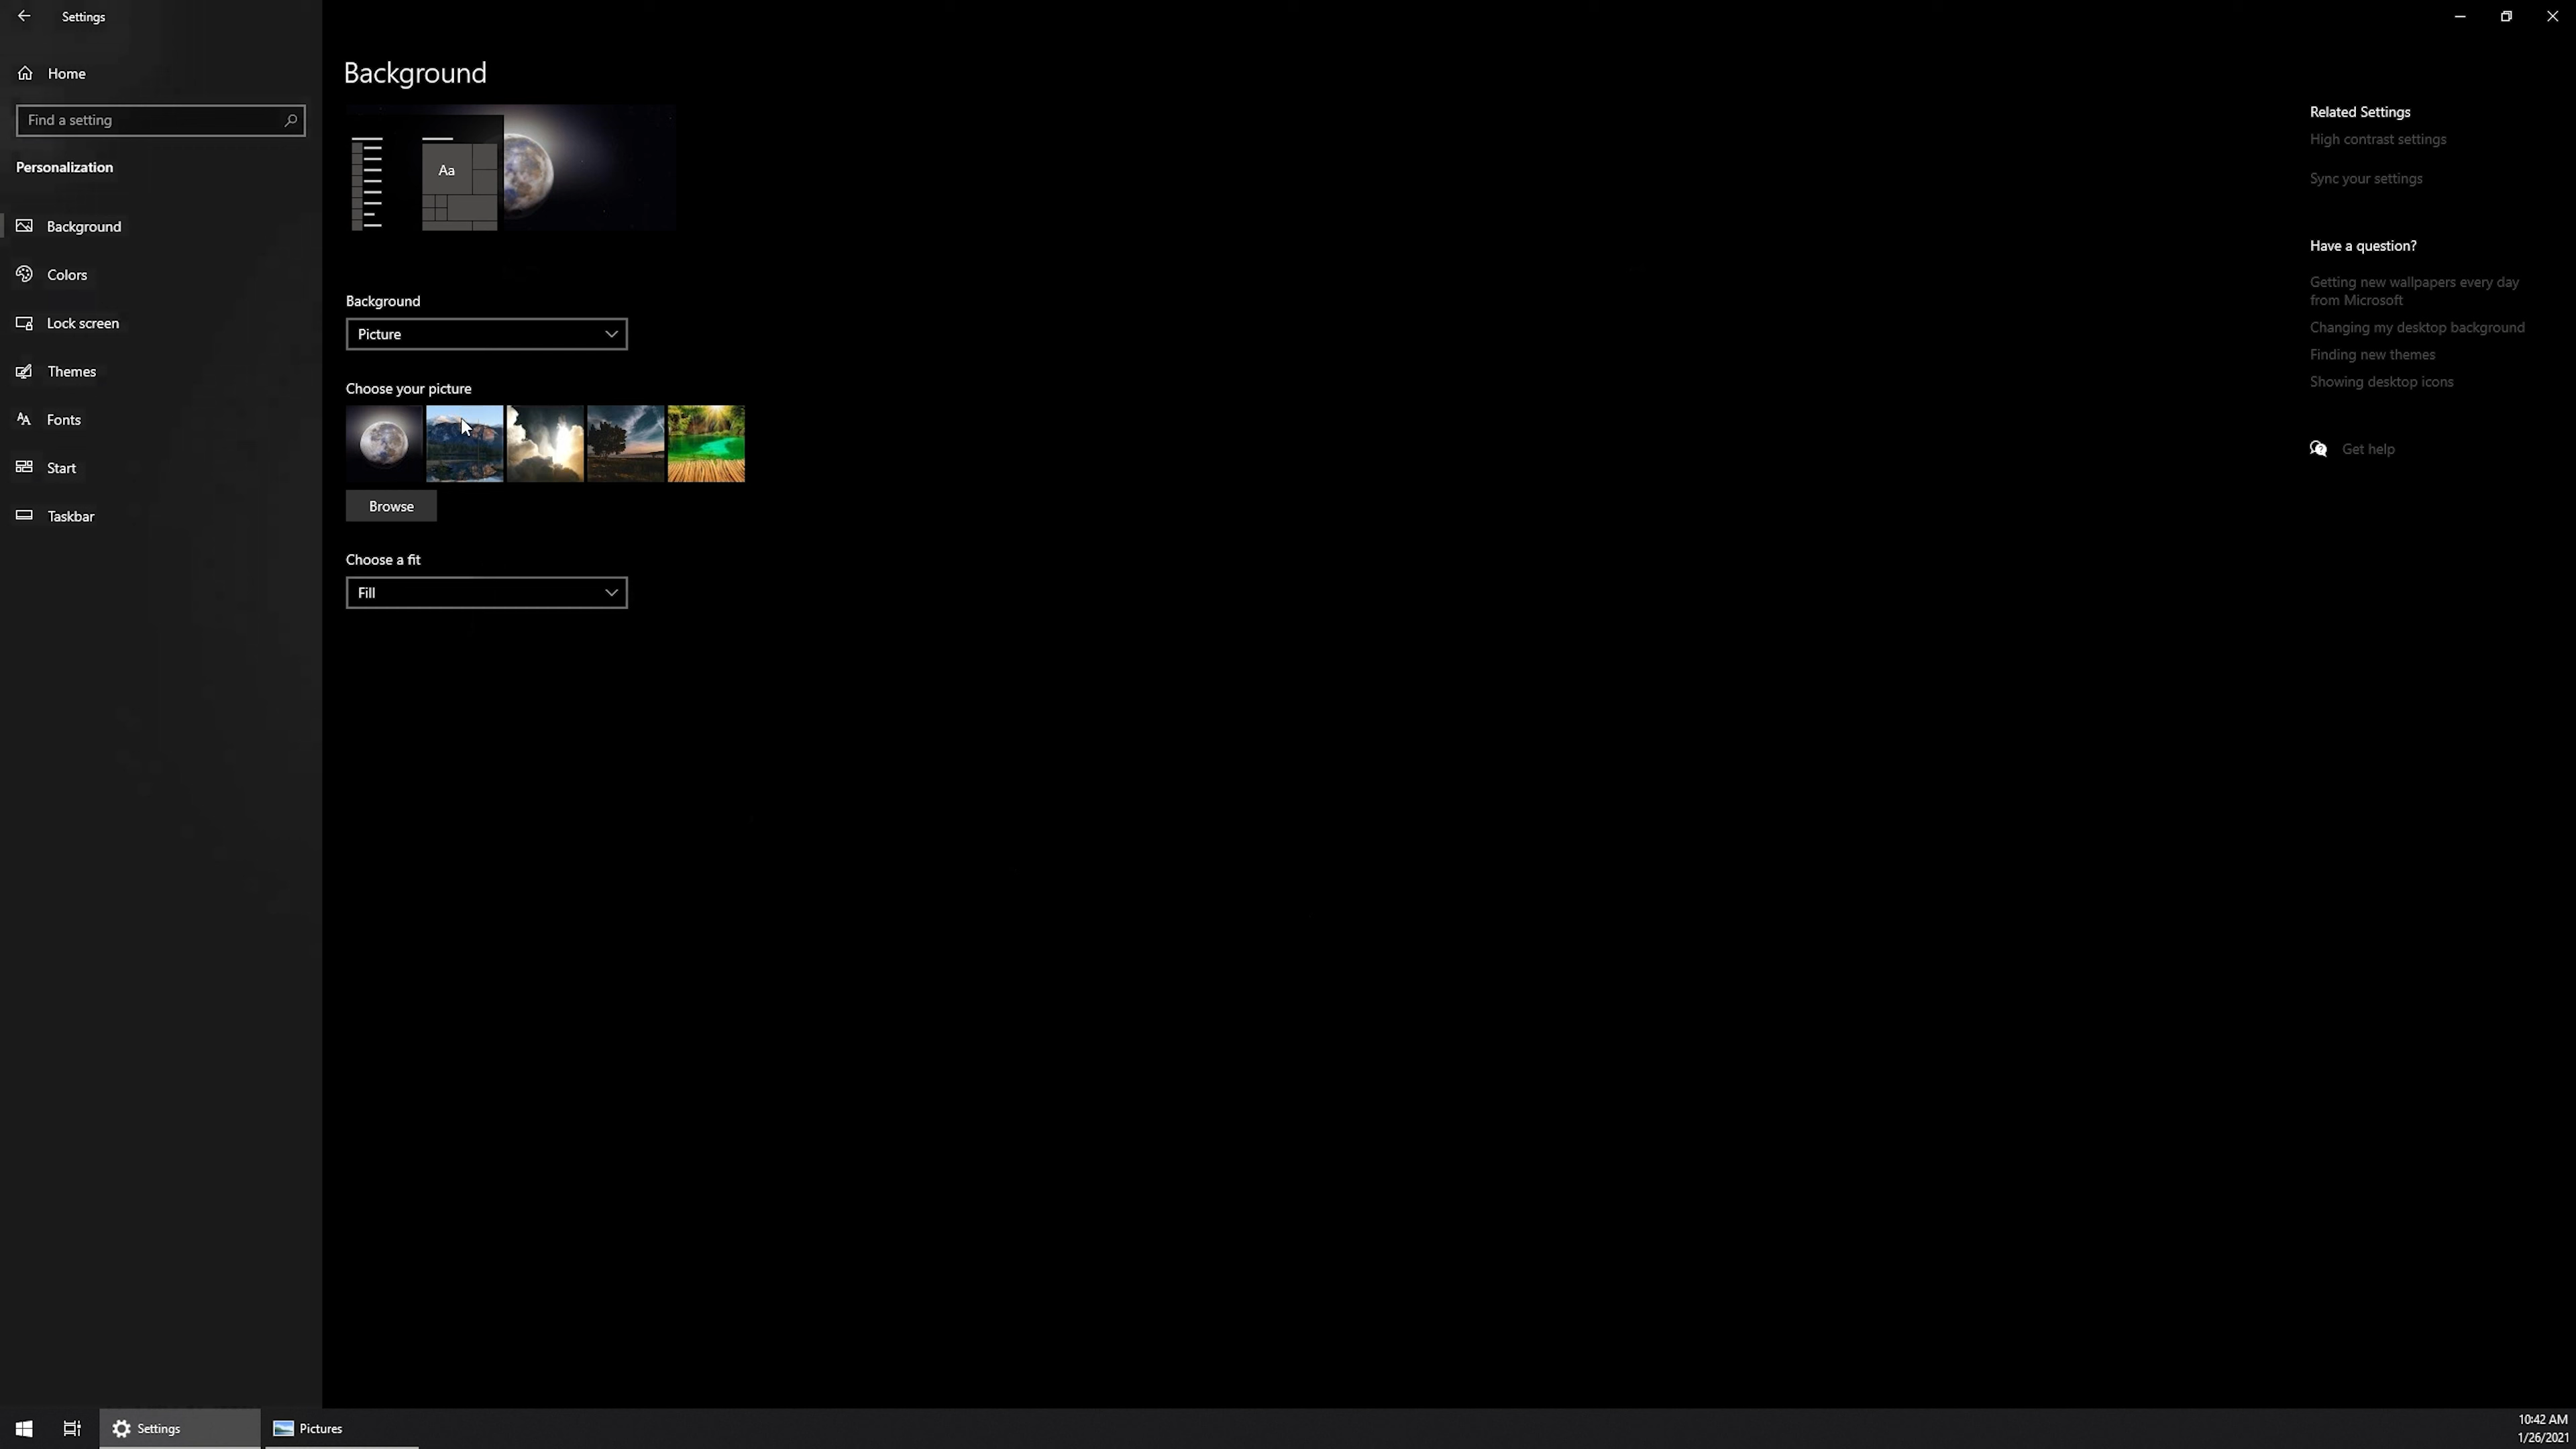 Settings
Home
Find a setting
Personalization
Background
Colors
Lock screen
Themes
Fonts
Start
Taskbar
Background
Aa
Background
Picture
Choose your picture
Browse
Choose a fit
Fill
Related Settings
High contrast settings
Sync your settings
Have a question?
Getting new wallpapers every day
from Microsoft
Changing my desktop background
Finding new themes
Showing desktop icons
Get help
Settings
Pictures
10:42 AM
1/26/2021